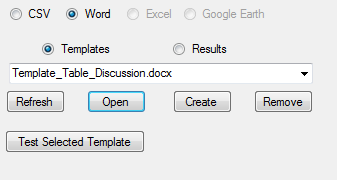 CSV Word Excel Google Earth
Templates Results
Template_Table_Discussion.docx
Refresh Open Create Remove
Test Selected Template